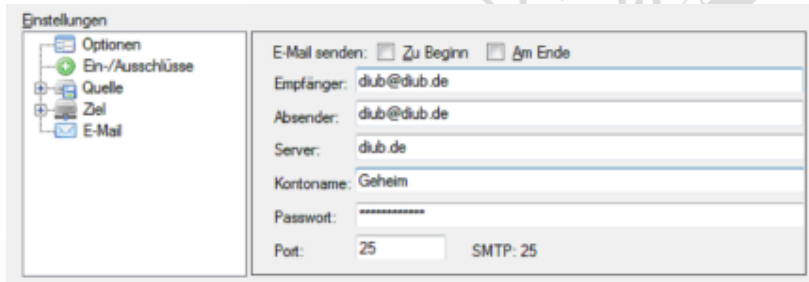 Einstellungen
Optionen
Ein-/Ausschlüsse
Quelle
Ziel
E-Mail
E-Mail senden: Zu Beginn Am Ende
Empfänger: diub@diub.de
Absender: diub@diub.de
Server: diub.de
Kontoname: Geheim
Passwort: ************
Port: 25 SMTP: 25